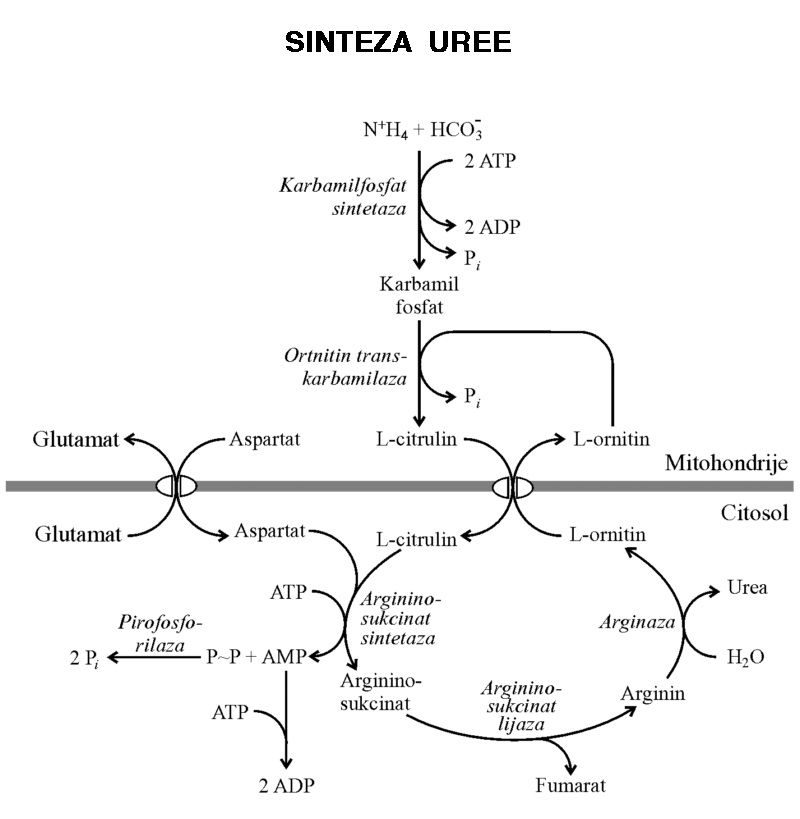 SINTEZA UREE
N⁺H₄ + HCO₃⁻
2 ATP
Karbamilfosfat
sintetaza
2 ADP
Pᵢ
Karbamil
fosfat
Ortnitin trans-
karbamilaza
Pᵢ
Glutamat
Aspartat
L-citrulin
L-ornitin
Mitohondrije
Citosol
Glutamat
Aspartat
L-citrulin
L-ornitin
ATP
Arginino-
sukcinat
sintetaza
Arginaza
Urea
H₂O
Pirofosfo-
rilaza
2 Pᵢ
P~P + AMP
Arginino-
sukcinat
Arginino-
sukcinat
lijaza
Arginin
ATP
2 ADP
Fumarat